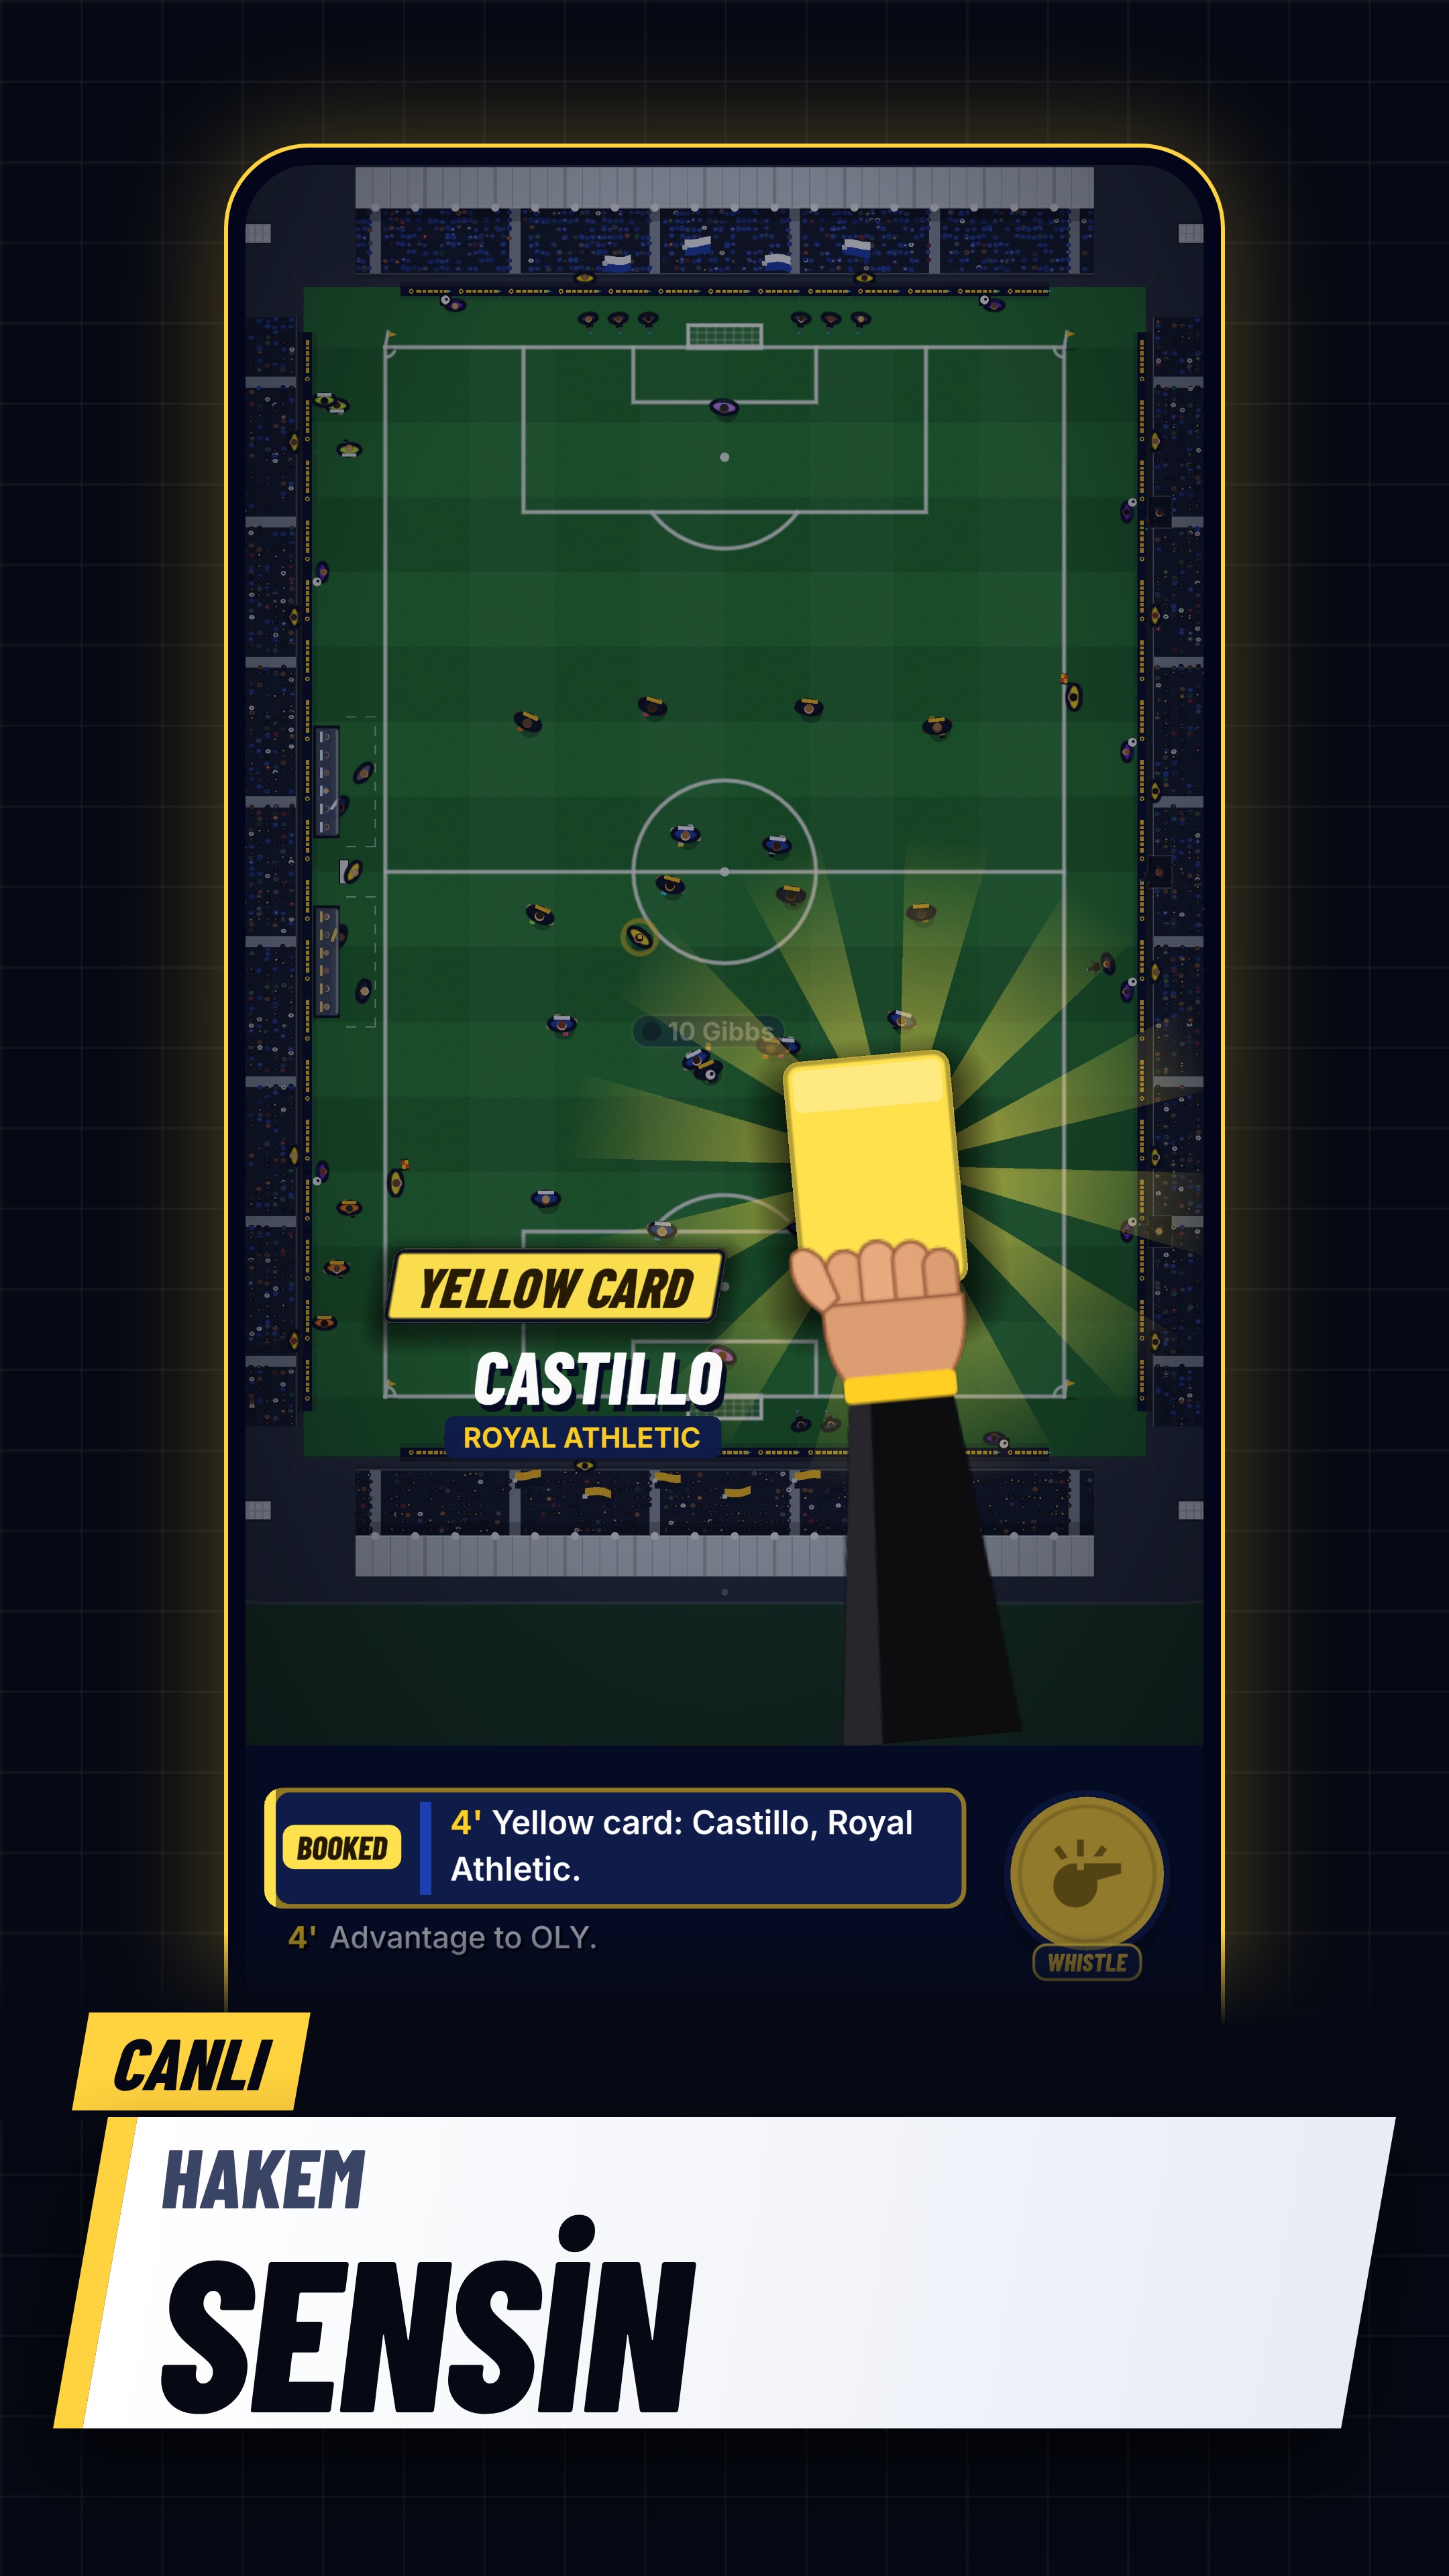 10 Gibbs
YELLOW CARD
CASTILLO
ROYAL ATHLETIC
BOOKED
4' Yellow card: Castillo, Royal
Athletic.
4' Advantage to OLY.
WHISTLE
CANLI
HAKEM
SENSİN